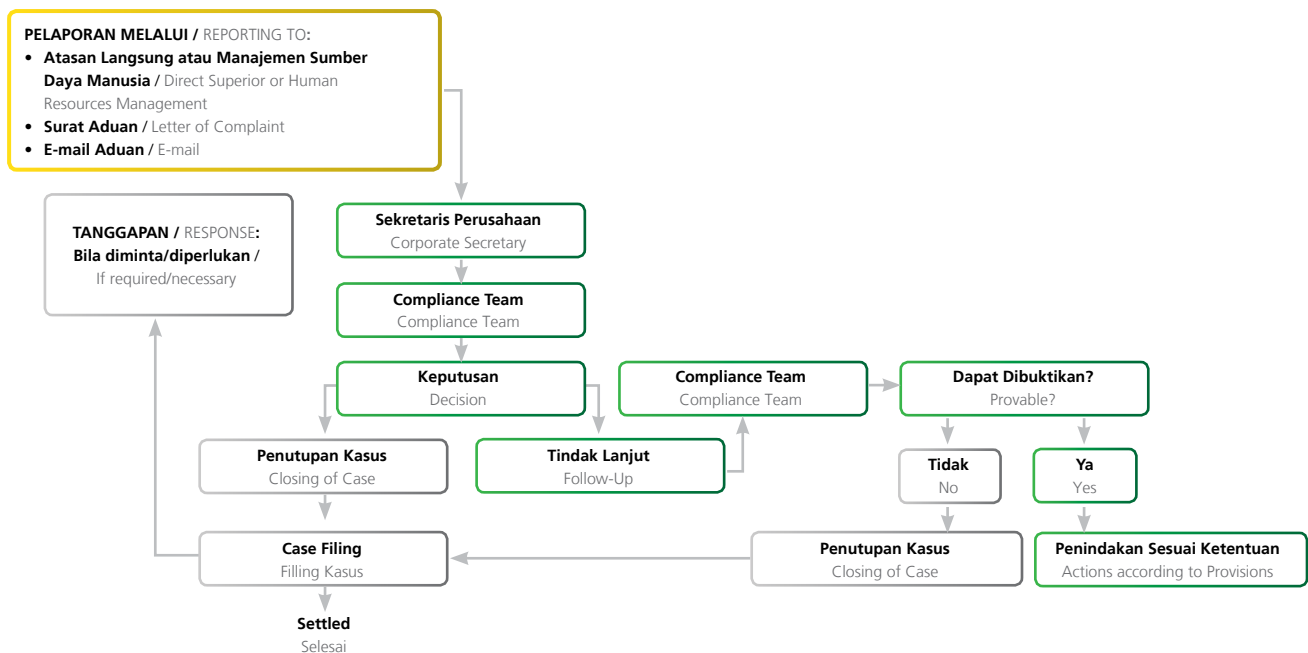 PELAPORAN MELALUI / REPORTING TO:
• Atasan Langsung atau Manajemen Sumber
Daya Manusia / Direct Superior or Human
Resources Management
• Surat Aduan / Letter of Complaint
• E-mail Aduan / E-mail
TANGGAPAN / RESPONSE:
Bila diminta/diperlukan /
If required/necessary
Sekretaris Perusahaan
Corporate Secretary
Compliance Team
Compliance Team
Keputusan
Decision
Compliance Team
Compliance Team
Dapat Dibuktikan?
Provable?
Penutupan Kasus
Closing of Case
Tindak Lanjut
Follow-Up
Tidak
No
Ya
Yes
Case Filing
Filling Kasus
Penutupan Kasus
Closing of Case
Penindakan Sesuai Ketentuan
Actions according to Provisions
Settled
Selesai